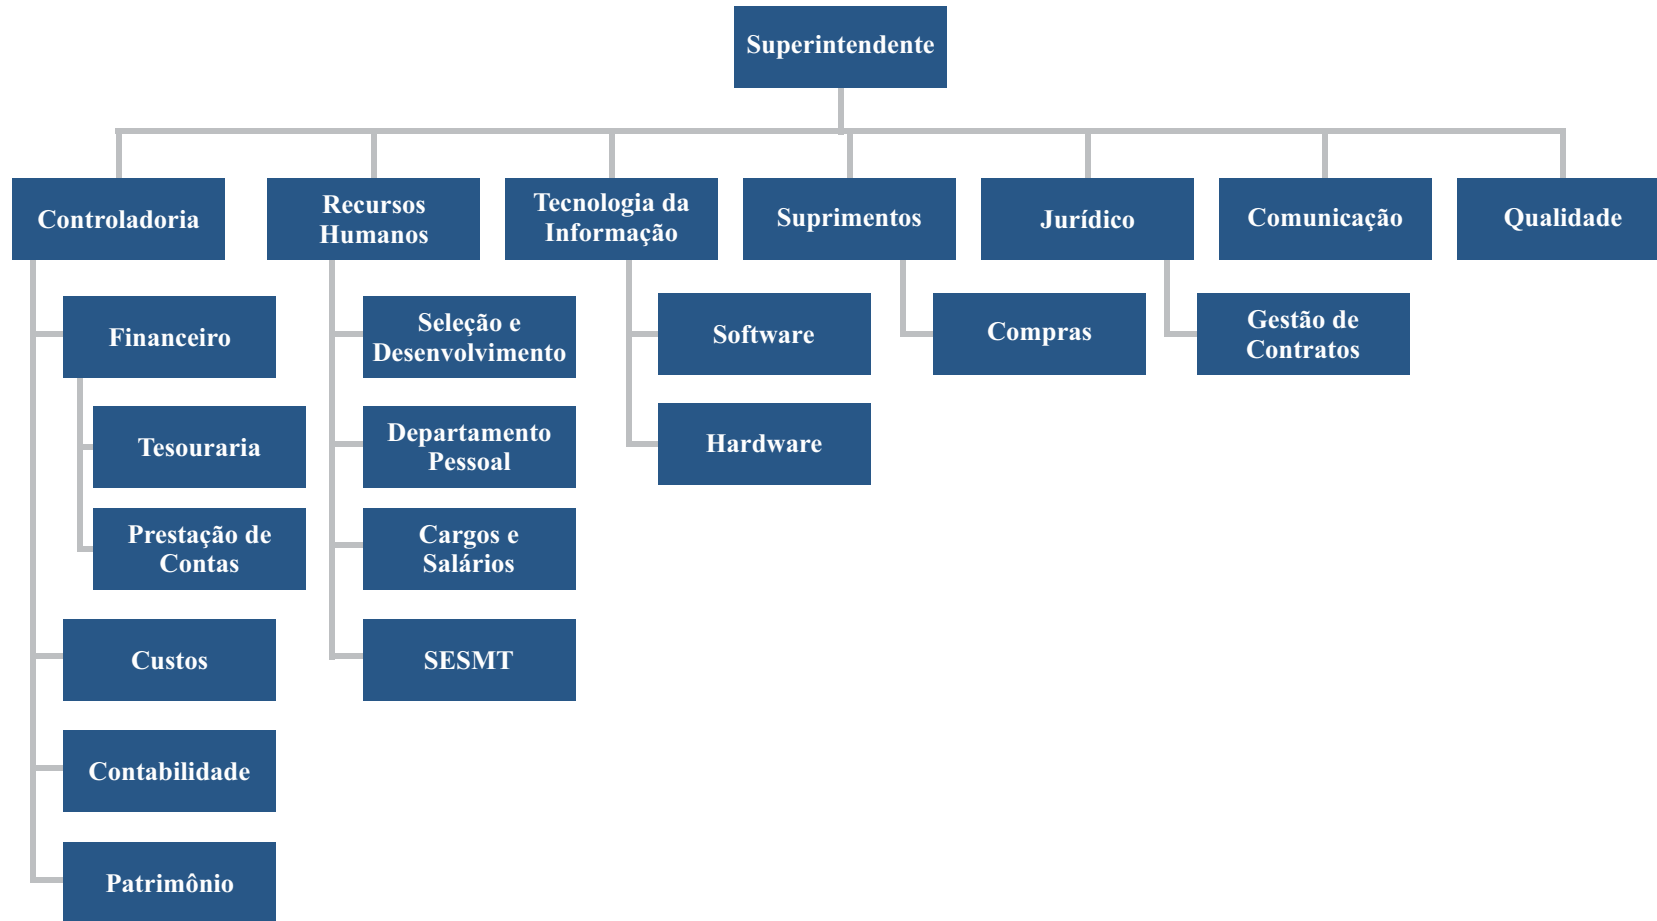 Superintendente
Controladoria
Recursos
Humanos
Tecnologia da
Informação
Suprimentos
Jurídico
Comunicação
Qualidade
Financeiro
Tesouraria
Prestação de
Contas
Custos
Contabilidade
Patrimônio
Seleção e
Desenvolvimento
Departamento
Pessoal
Cargos e
Salários
SESMT
Software
Hardware
Compras
Gestão de
Contratos